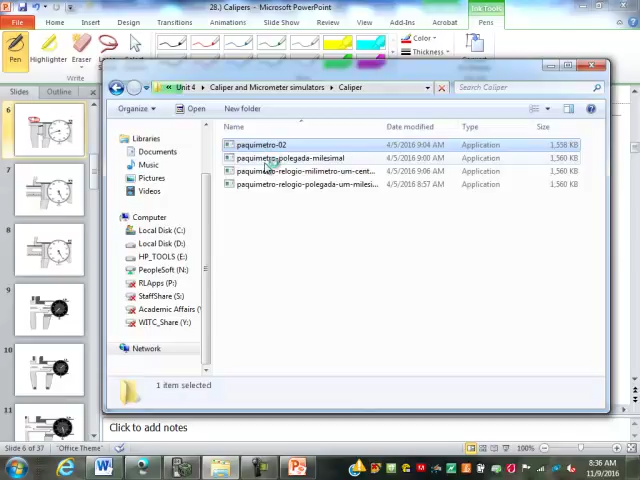 28.) Calipers - Microsoft PowerPoint
Ink Tools
File Home Insert Design Transitions Animations Slide Show Review View Add-Ins Acrobat Pens
Pen Highlighter Eraser Lasso
Color
Thickness
Write
Slides Outline
6
7
8
9
10
11
Unit 4 Caliper and Micrometer simulators Caliper
Search Caliper
Organize Open New folder
Name Date modified Type Size
Libraries
Documents
Music
Pictures
Videos
Computer
Local Disk (C:)
Local Disk (D:)
HP_TOOLS (E:)
PeopleSoft (N:)
RLApps (P:)
StaffShare (S:)
Academic Affairs (
WITC_Share (Y:)
Network
paquimetro-02 4/5/2016 9:04 AM Application 1,558 KB
paquimetro-polegada-milesimal 4/5/2016 9:00 AM Application 1,560 KB
paquimetro-relogio-milimetro-um-cent... 4/5/2016 9:06 AM Application 1,560 KB
paquimetro-relogio-polegada-um-milesi... 4/5/2016 8:57 AM Application 1,560 KB
1 item selected
Click to add notes
Slide 6 of 37 "Office Theme" 100%
8:36 AM
11/9/2016